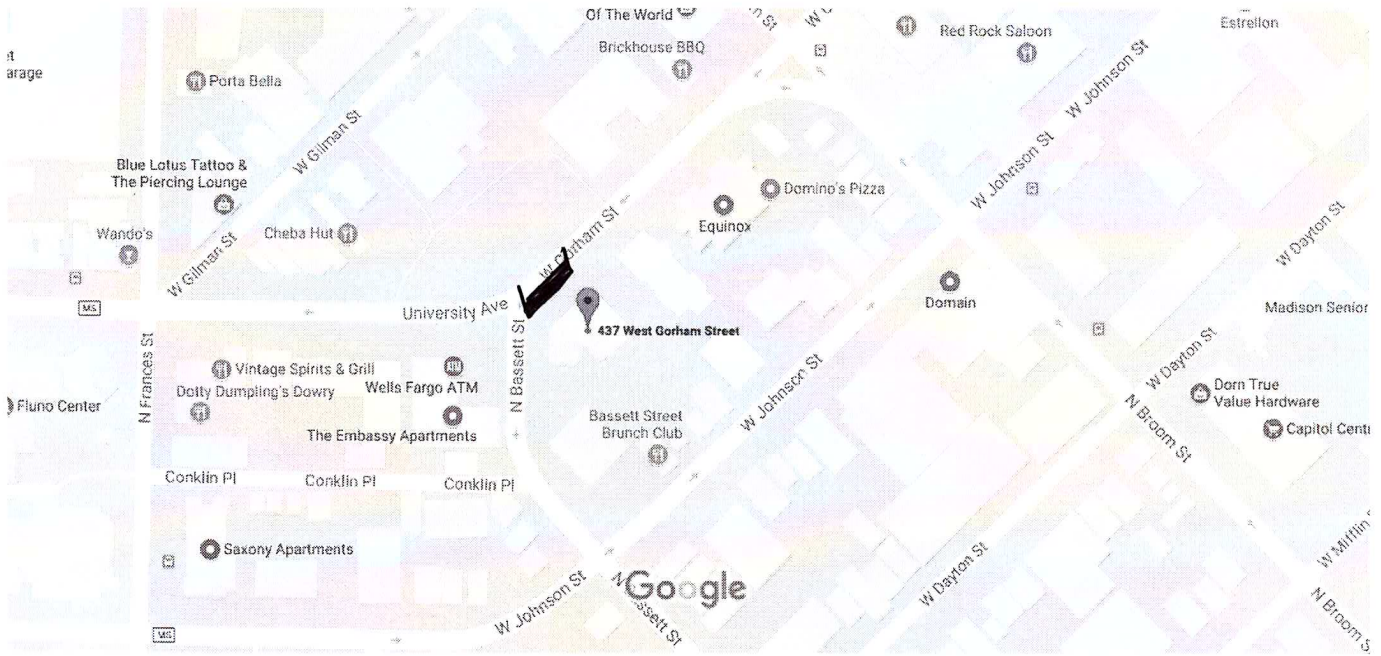 Of The World
Brickhouse BBQ
Red Rock Saloon
Estrellon
arage
Porta Bella
W Gilman St
W Johnson St
W Johnson St
Blue Lotus Tattoo &
The Piercing Lounge
Domino's Pizza
Equinox
Wando's
Cheba Hut
W Gilman St
W Gorham St
W Dayton St
MS
University Ave
437 West Gorham Street
Domain
Madison Senior
N Frances St
N Bassett St
Vintage Spirits & Grill
Wells Fargo ATM
Dotty Dumpling's Dowry
Fluno Center
The Embassy Apartments
Bassett Street
Brunch Club
W Johnson St
W Dayton St
Dorn True
Value Hardware
N Broom St
Capitol Cent
Conklin Pl
Conklin Pl
Conklin Pl
Saxony Apartments
Google
W Johnson St
W Dayton St
W Mifflin
N Broom S
MS